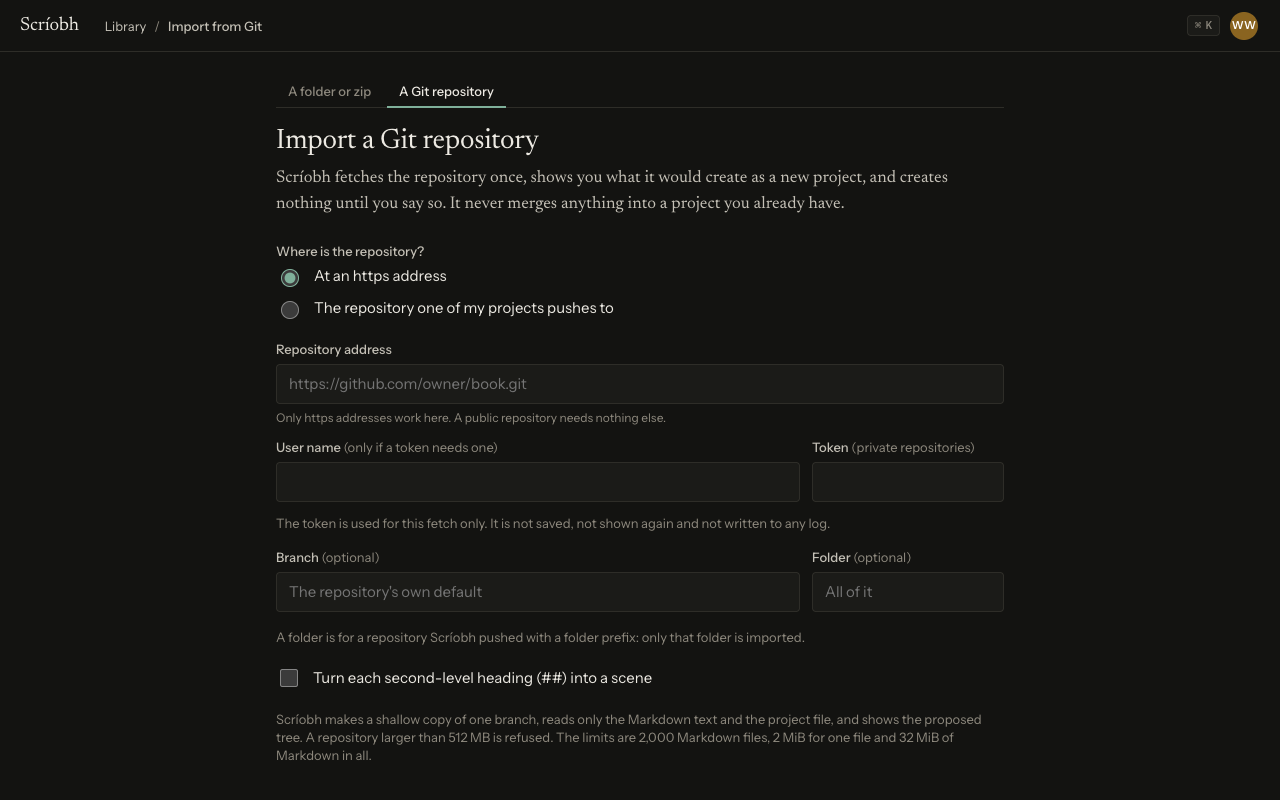 Scríobh
Library / Import from Git
⌘ K
WW
A folder or zip
A Git repository
Import a Git repository
Scríobh fetches the repository once, shows you what it would create as a new project, and creates
nothing until you say so. It never merges anything into a project you already have.
Where is the repository?
At an https address
The repository one of my projects pushes to
Repository address
https://github.com/owner/book.git
Only https addresses work here. A public repository needs nothing else.
User name (only if a token needs one)
Token (private repositories)
The token is used for this fetch only. It is not saved, not shown again and not written to any log.
Branch (optional)
Folder (optional)
The repository's own default
All of it
A folder is for a repository Scríobh pushed with a folder prefix: only that folder is imported.
Turn each second-level heading (##) into a scene
Scríobh makes a shallow copy of one branch, reads only the Markdown text and the project file, and shows the proposed
tree. A repository larger than 512 MB is refused. The limits are 2,000 Markdown files, 2 MiB for one file and 32 MiB of
Markdown in all.